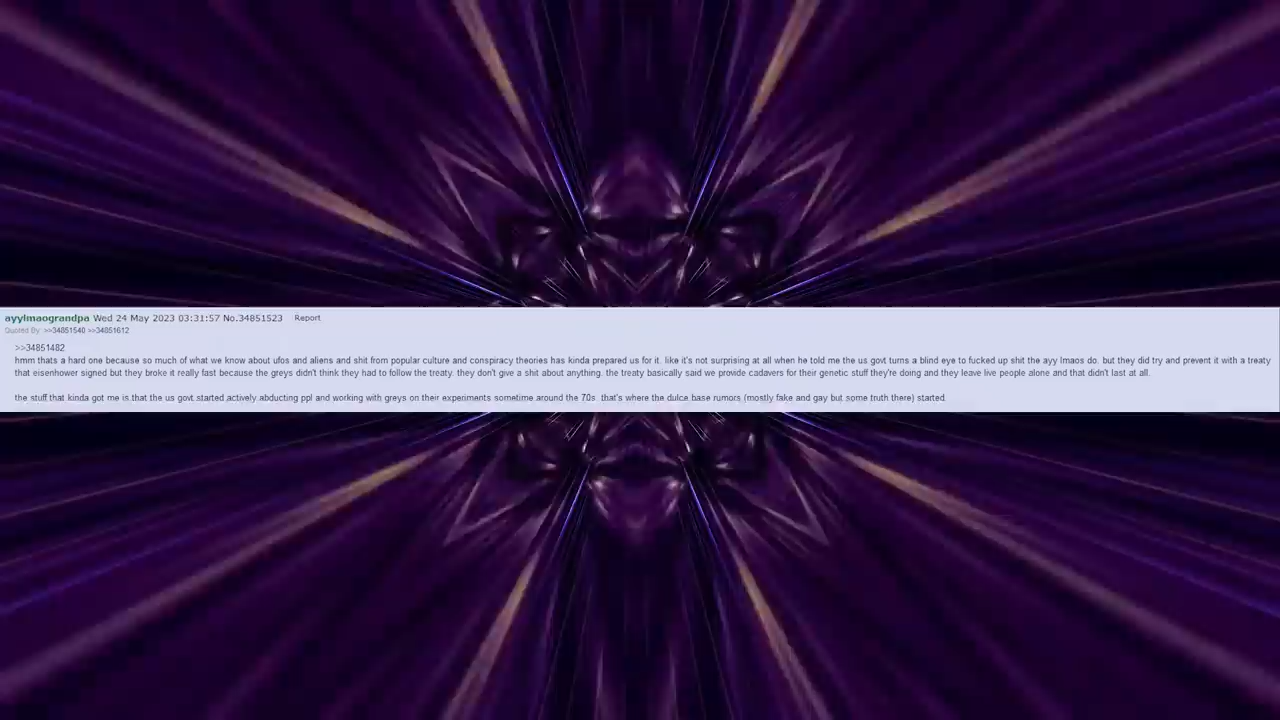 ayylmaograndpa Wed 24 May 2023 03:31:57 No.34851523 Report
Quoted By: >>34851540 >>34851612
>>34851482
hmm thats a hard one because so much of what we know about ufos and aliens and shit from popular culture and conspiracy theories has kinda prepared us for it. like it's not surprising at all when he told me the us govt turns a blind eye to fucked up shit the ayy lmaos do. but they did try and prevent it with a treaty
that eisenhower signed but they broke it really fast because the greys didn't think they had to follow the treaty. they don't give a shit about anything. the treaty basically said we provide cadavers for their genetic stuff they're doing and they leave live people alone and that didn't last at all.
the stuff that kinda got me is that the us govt started actively abducting ppl and working with greys on their experiments sometime around the 70s. that's where the dulce base rumors (mostly fake and gay but some truth there) started.